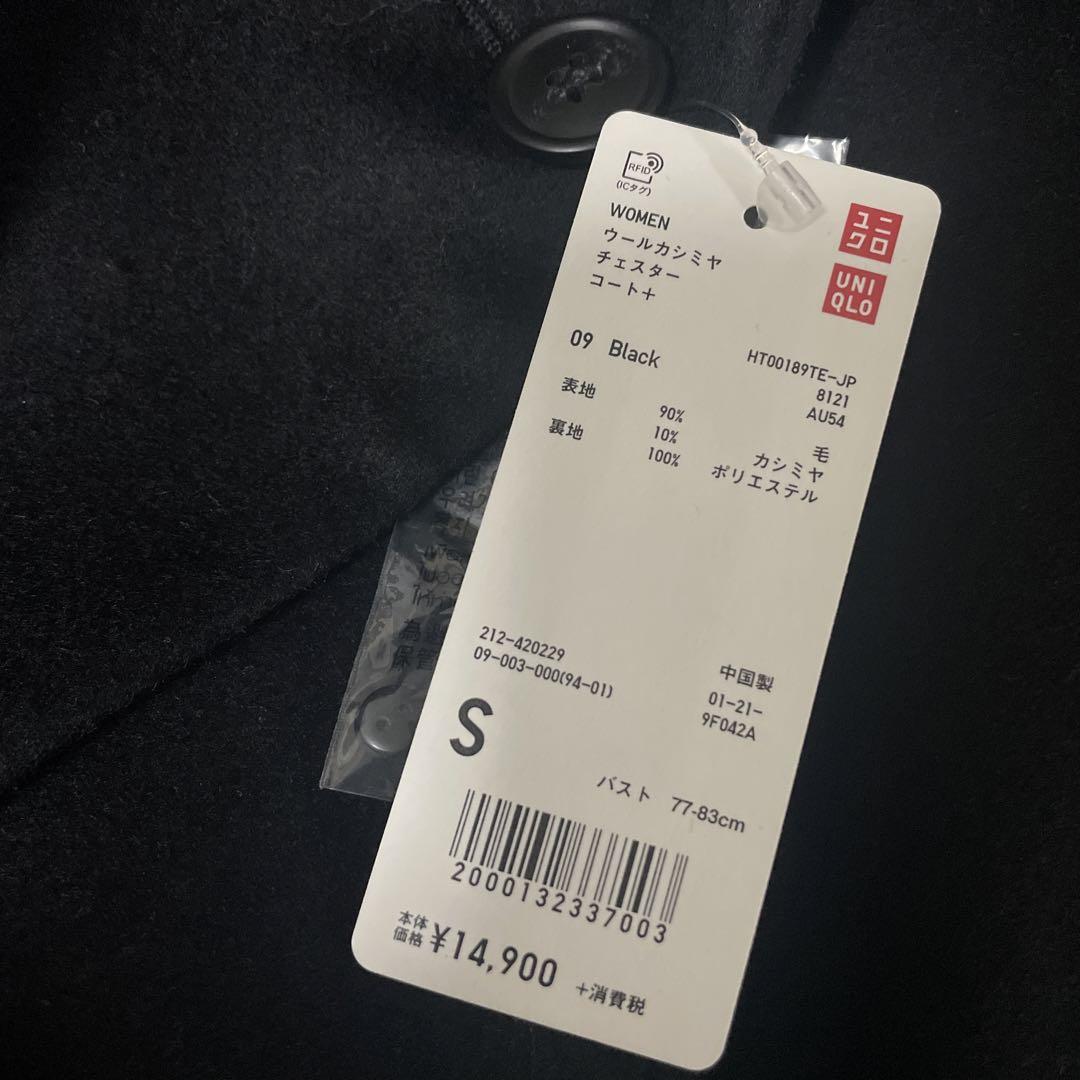 RFID
(ICタグ)
WOMEN
ウールカシミヤ
チェスター
コート+
ユニ
クロ
UNI
QLO
09 Black
HT00189TE-JP
8121
AU54
表地 90% 毛
10% カシミヤ
裏地 100% ポリエステル
212-420229
09-003-000(94-01)
中国製
01-21-
9F042A
S
バスト 77-83cm
2000132337003
本体
価格 ¥14,900 +消費税
保管